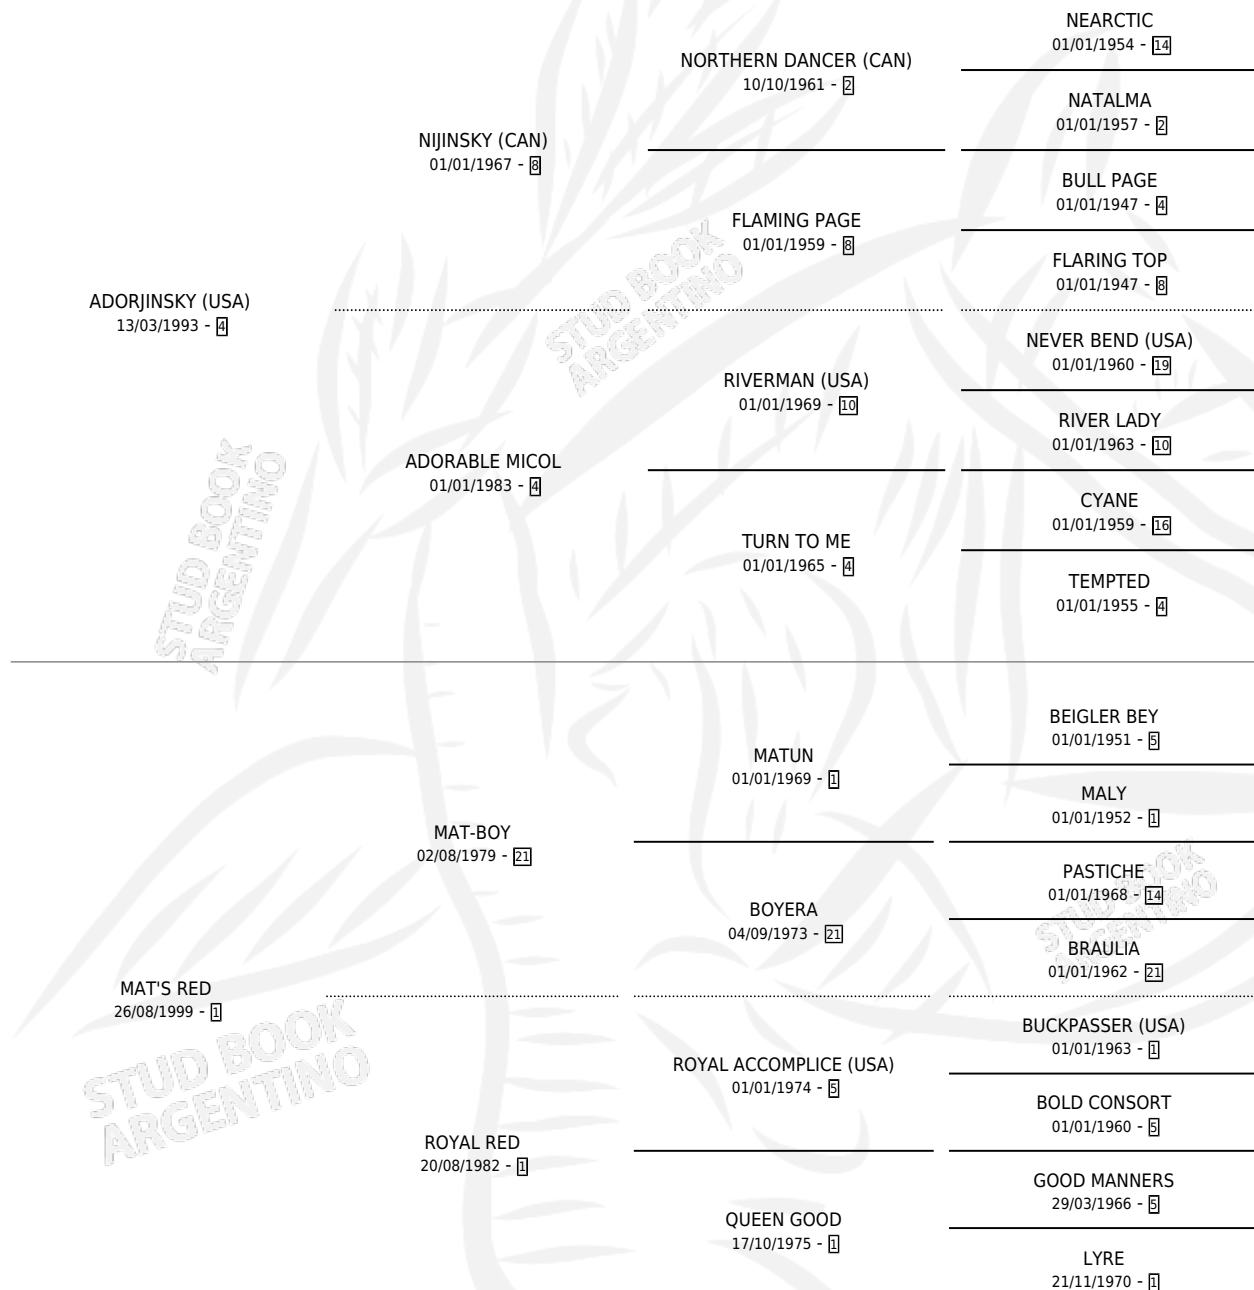 NEARCTIC
01/01/1954 - 14
NORTHERN DANCER (CAN)
10/10/1961 - 2
NATALMA
01/01/1957 - 2
NIJINSKY (CAN)
01/01/1967 - 8
BULL PAGE
01/01/1947 - 4
FLAMING PAGE
01/01/1959 - 8
FLARING TOP
01/01/1947 - 8
ADORJINSKY (USA)
13/03/1993 - 4
STUD BOOK
ARGENTINO
NEVER BEND (USA)
01/01/1960 - 19
RIVERMAN (USA)
01/01/1969 - 10
RIVER LADY
01/01/1963 - 10
ADORABLE MICOL
01/01/1983 - 4
CYANE
01/01/1959 - 16
TURN TO ME
01/01/1965 - 4
TEMPTED
01/01/1955 - 4
STUD BOOK
ARGENTINO
BEIGLER BEY
01/01/1951 - 5
MATUN
01/01/1969 - 1
MALY
01/01/1952 - 1
MAT-BOY
02/08/1979 - 21
PASTICHE
01/01/1968 - 14
BOYERA
04/09/1973 - 21
BRAULIA
01/01/1962 - 21
STUD BOOK
ARGENTINO
MAT'S RED
26/08/1999 - 1
STUD BOOK
ARGENTINO
BUCKPASSER (USA)
01/01/1963 - 1
ROYAL ACCOMPLICE (USA)
01/01/1974 - 5
BOLD CONSORT
01/01/1960 - 5
ROYAL RED
20/08/1982 - 1
GOOD MANNERS
29/03/1966 - 5
QUEEN GOOD
17/10/1975 - 1
LYRE
21/11/1970 - 1